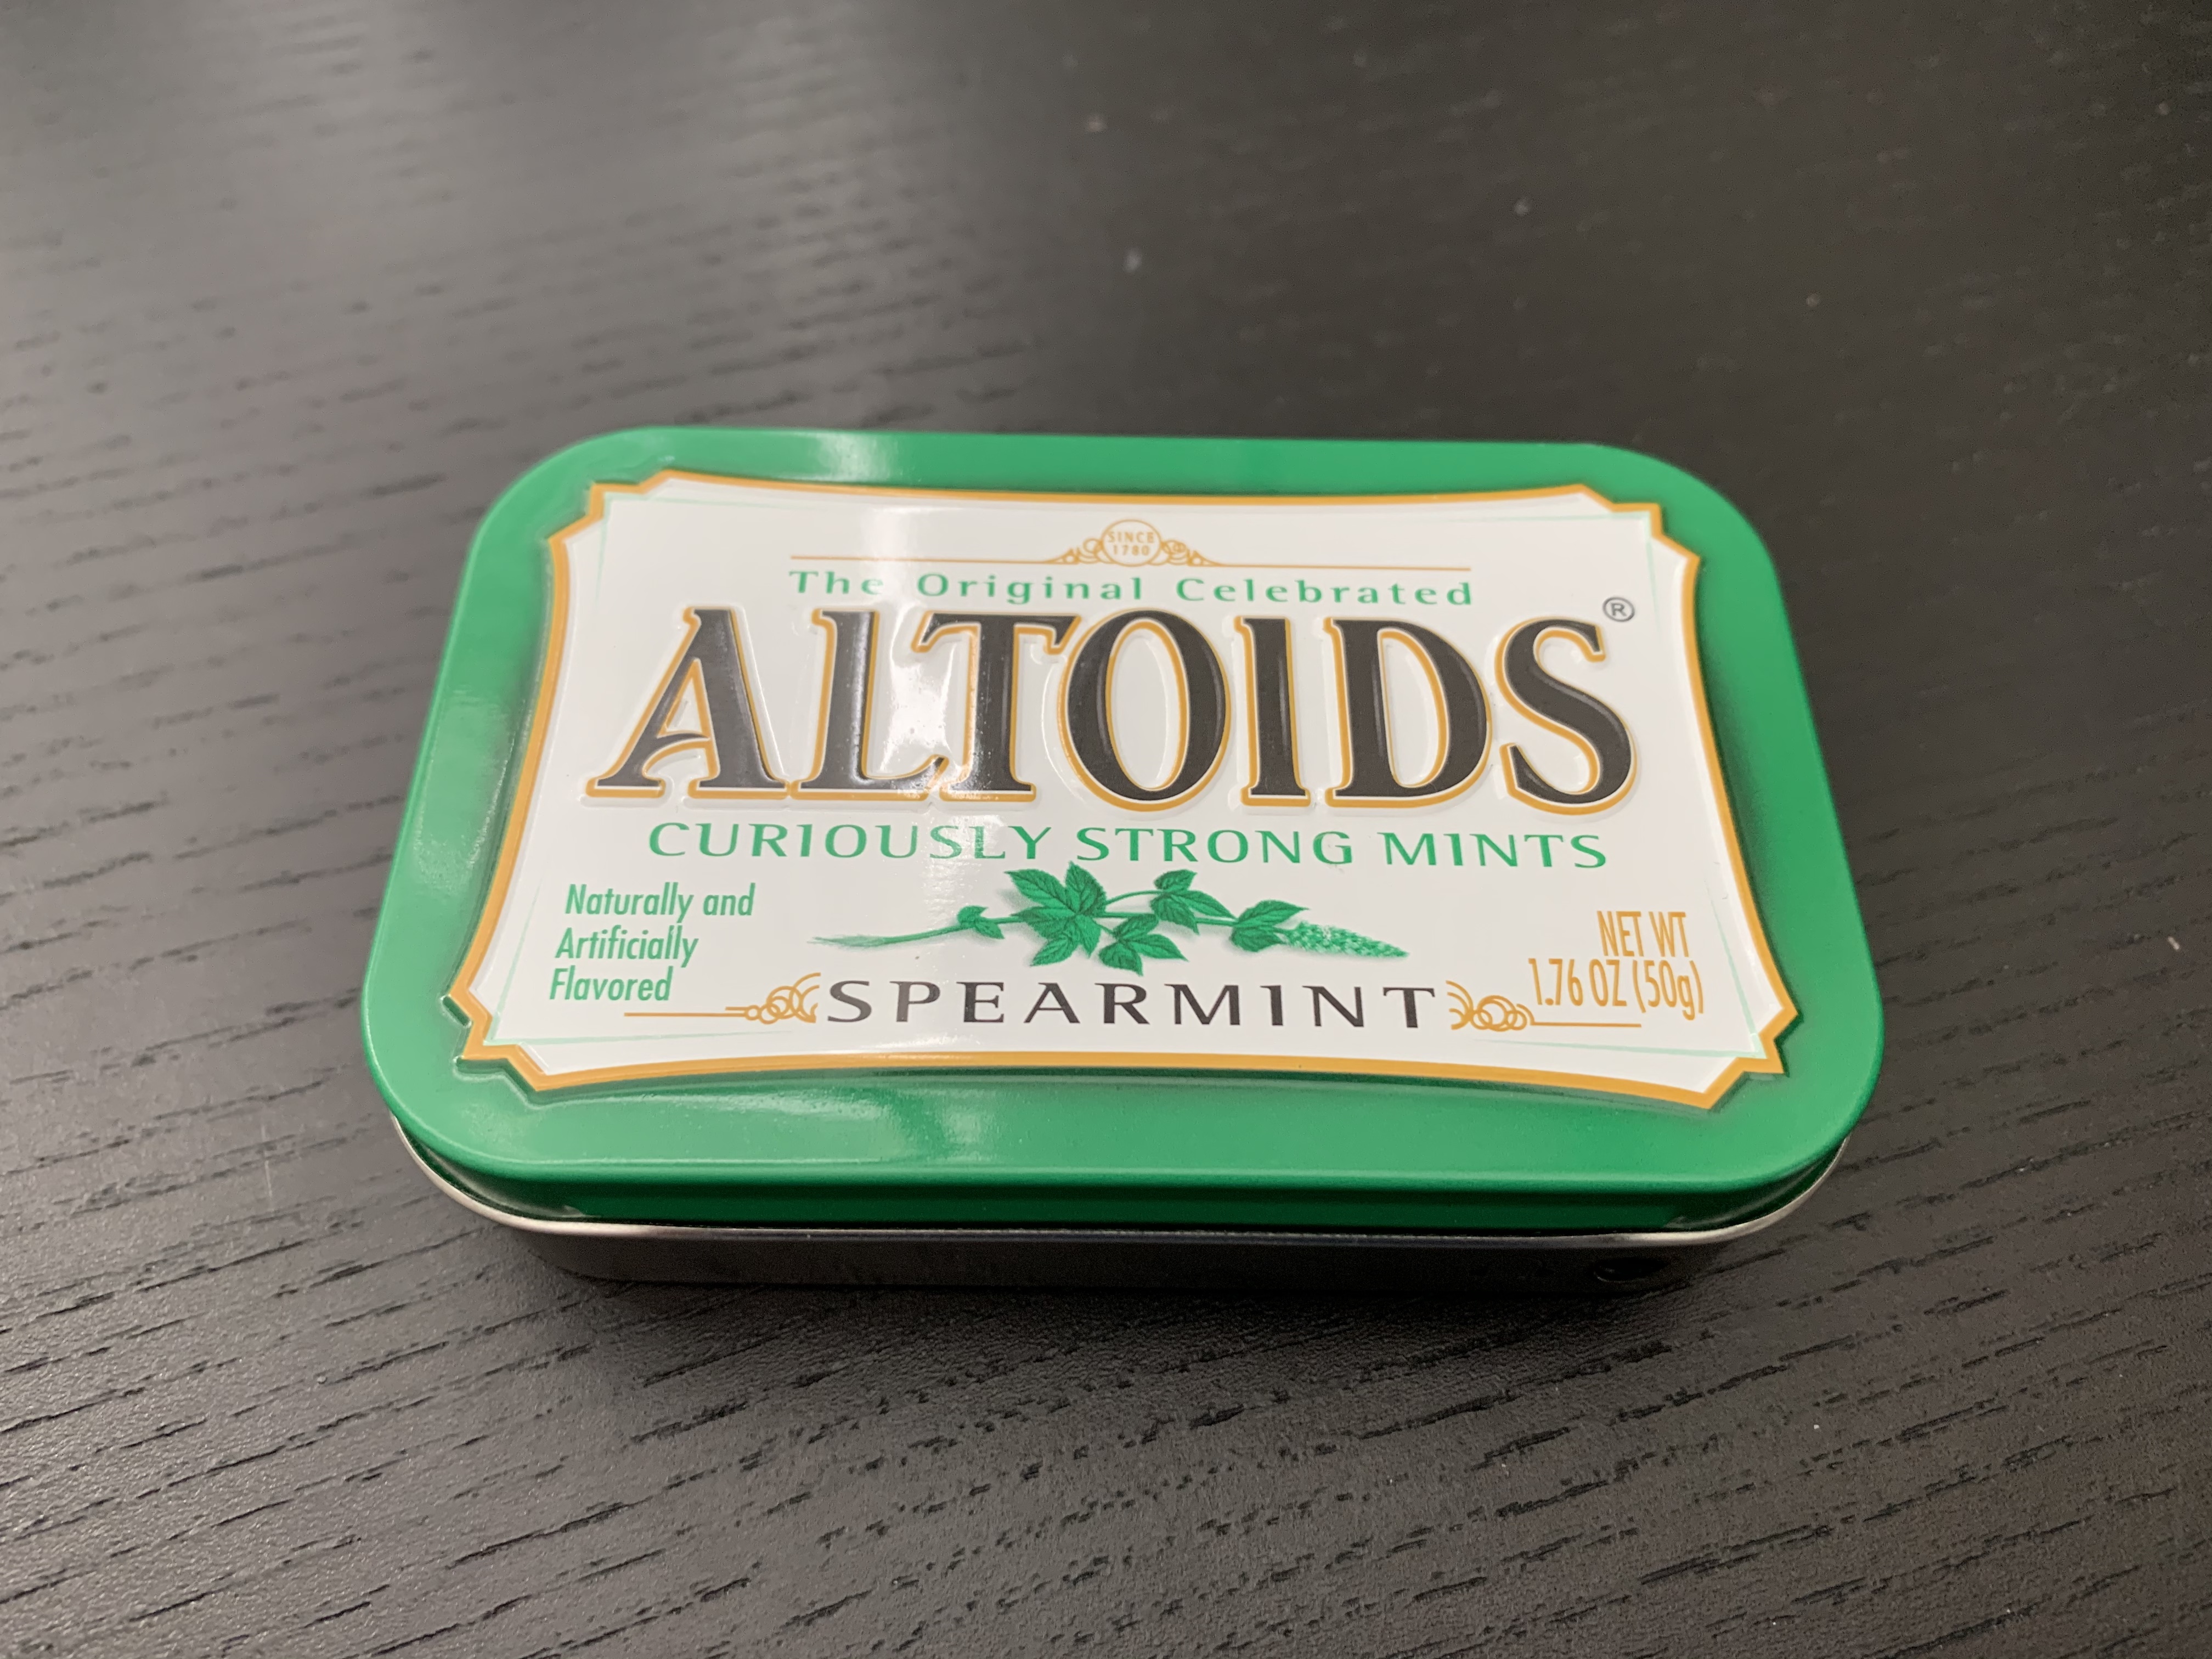 SINCE
1780
The Original Celebrated
ALTOIDS®
CURIOUSLY STRONG MINTS
Naturally and
Artificially
Flavored
SPEARMINT
NET WT
1.76 OZ (50g)